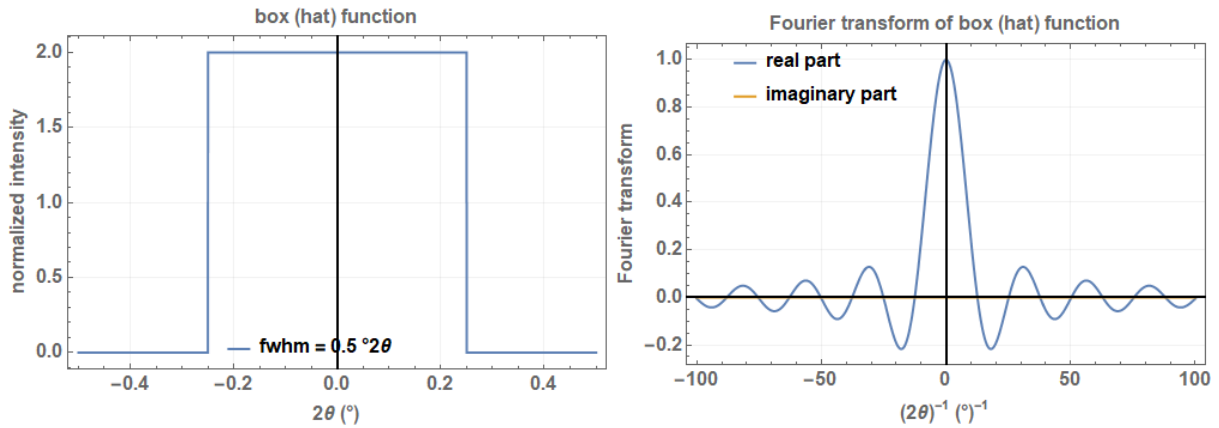 box (hat) function
normalized intensity
2.0
1.5
1.0
0.5
0.0
fwhm = 0.5 °2θ
−0.4 −0.2 0.0 0.2 0.4
2θ (°)
Fourier transform of box (hat) function
Fourier transform
real part
imaginary part
1.0
0.8
0.6
0.4
0.2
0.0
−0.2
−100 −50 0 50 100
(2θ)⁻¹ (°)⁻¹